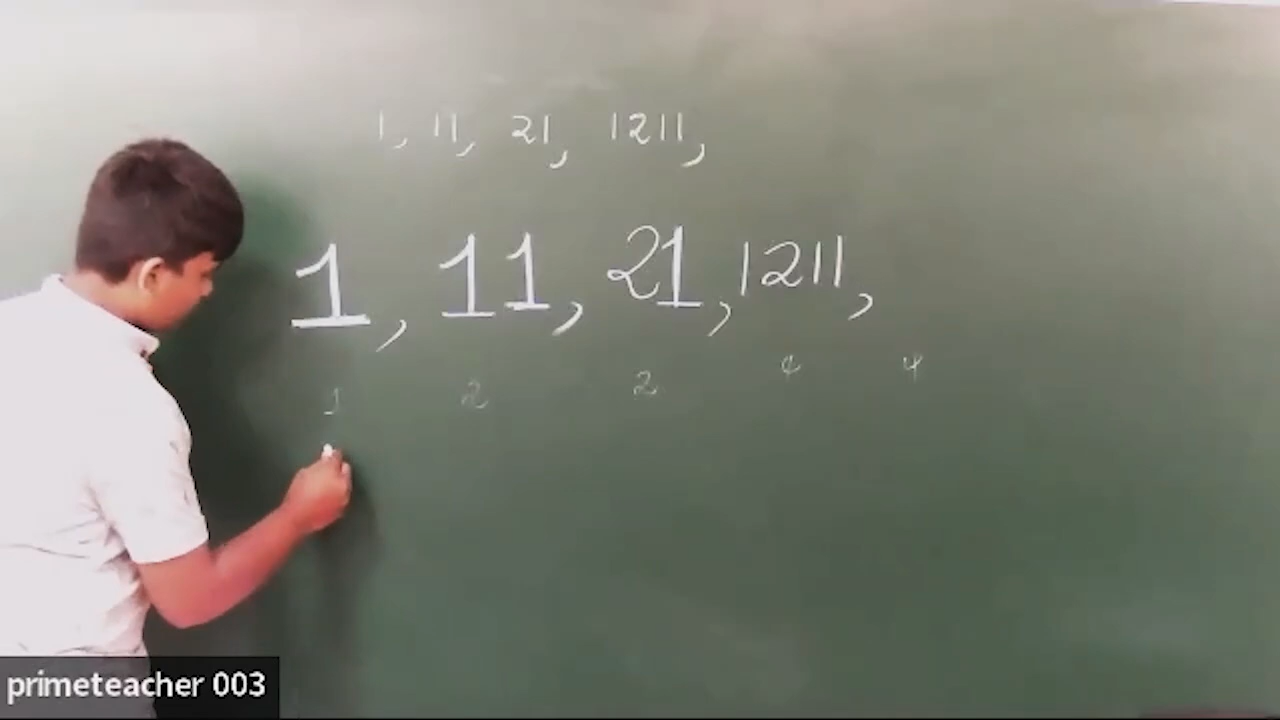 1, 11, 21, 1211,
1, 11, 21, 1211,
1 2 2 4 4
primeteacher 003